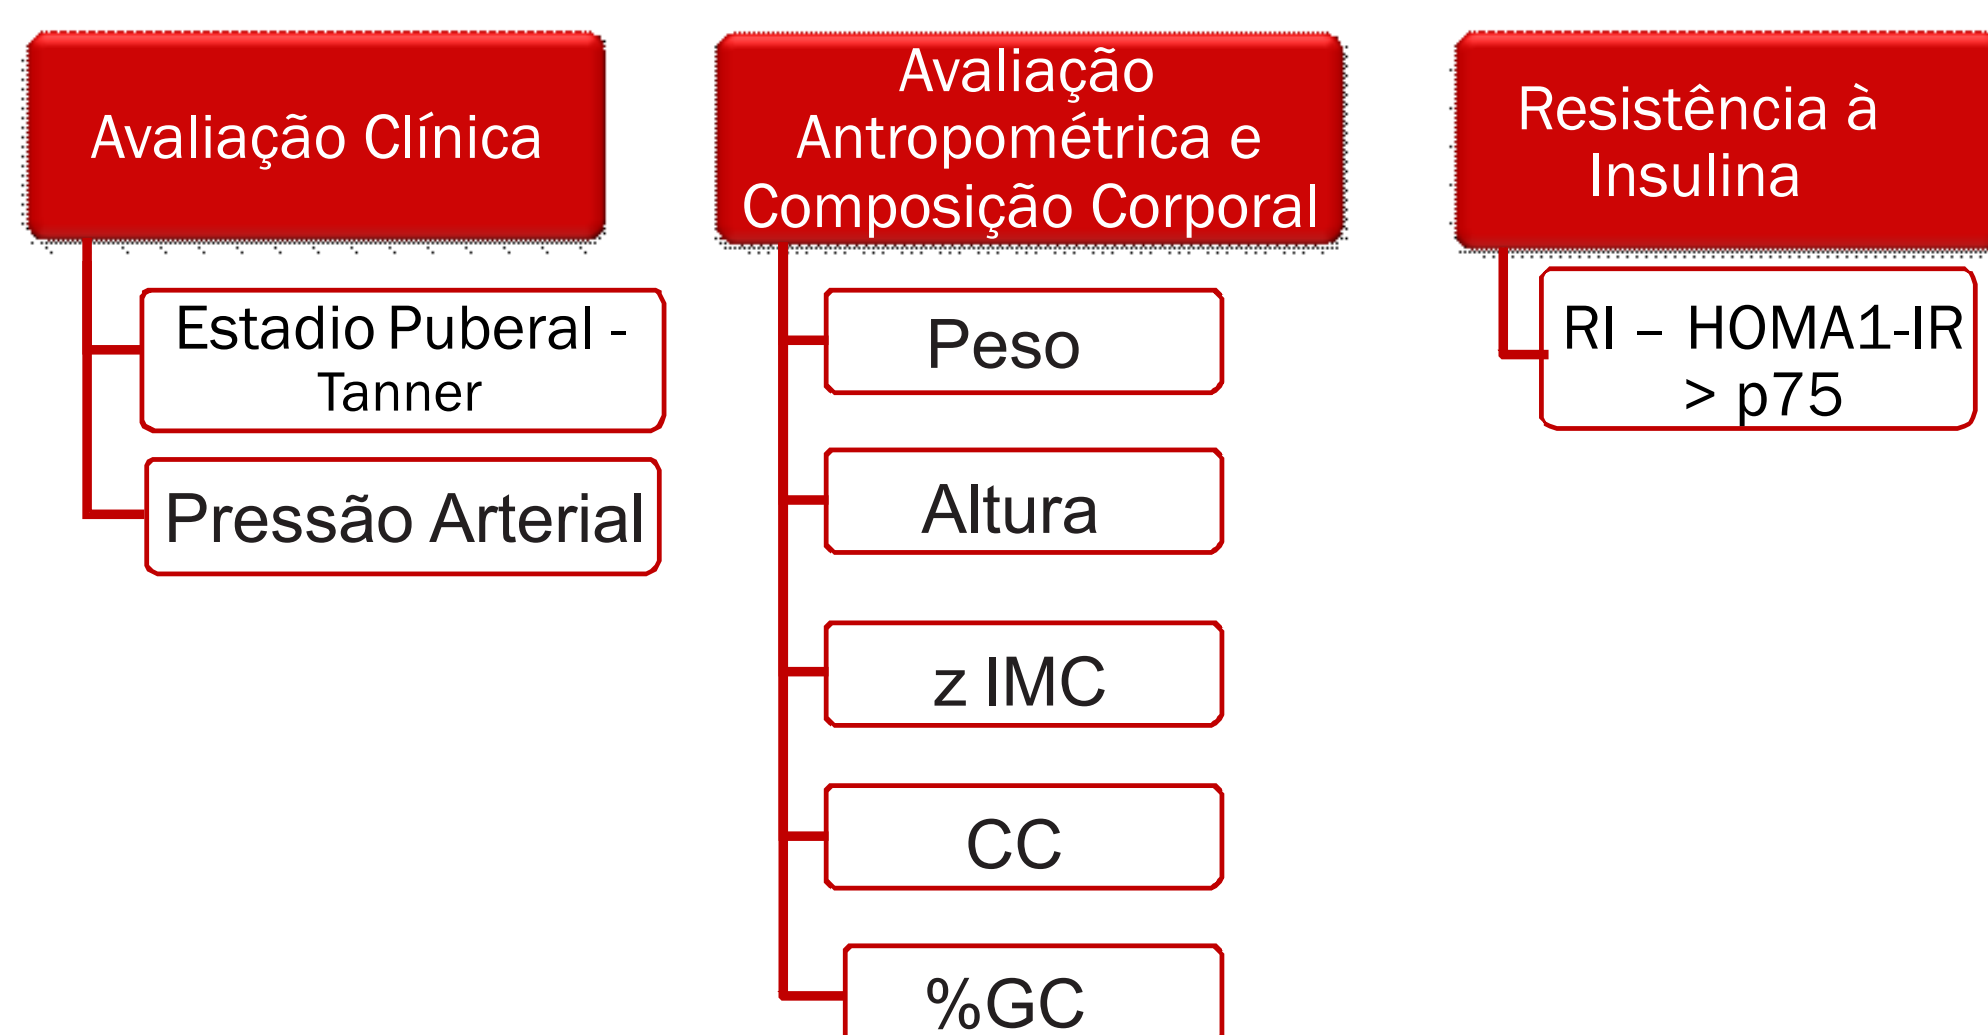 Avaliação Clínica
Estadio Puberal -
Tanner
Pressão Arterial
Avaliação
Antropométrica e
Composição Corporal
Peso
Altura
z IMC
CC
%GC
Resistência à
Insulina
RI – HOMA1-IR
> p75